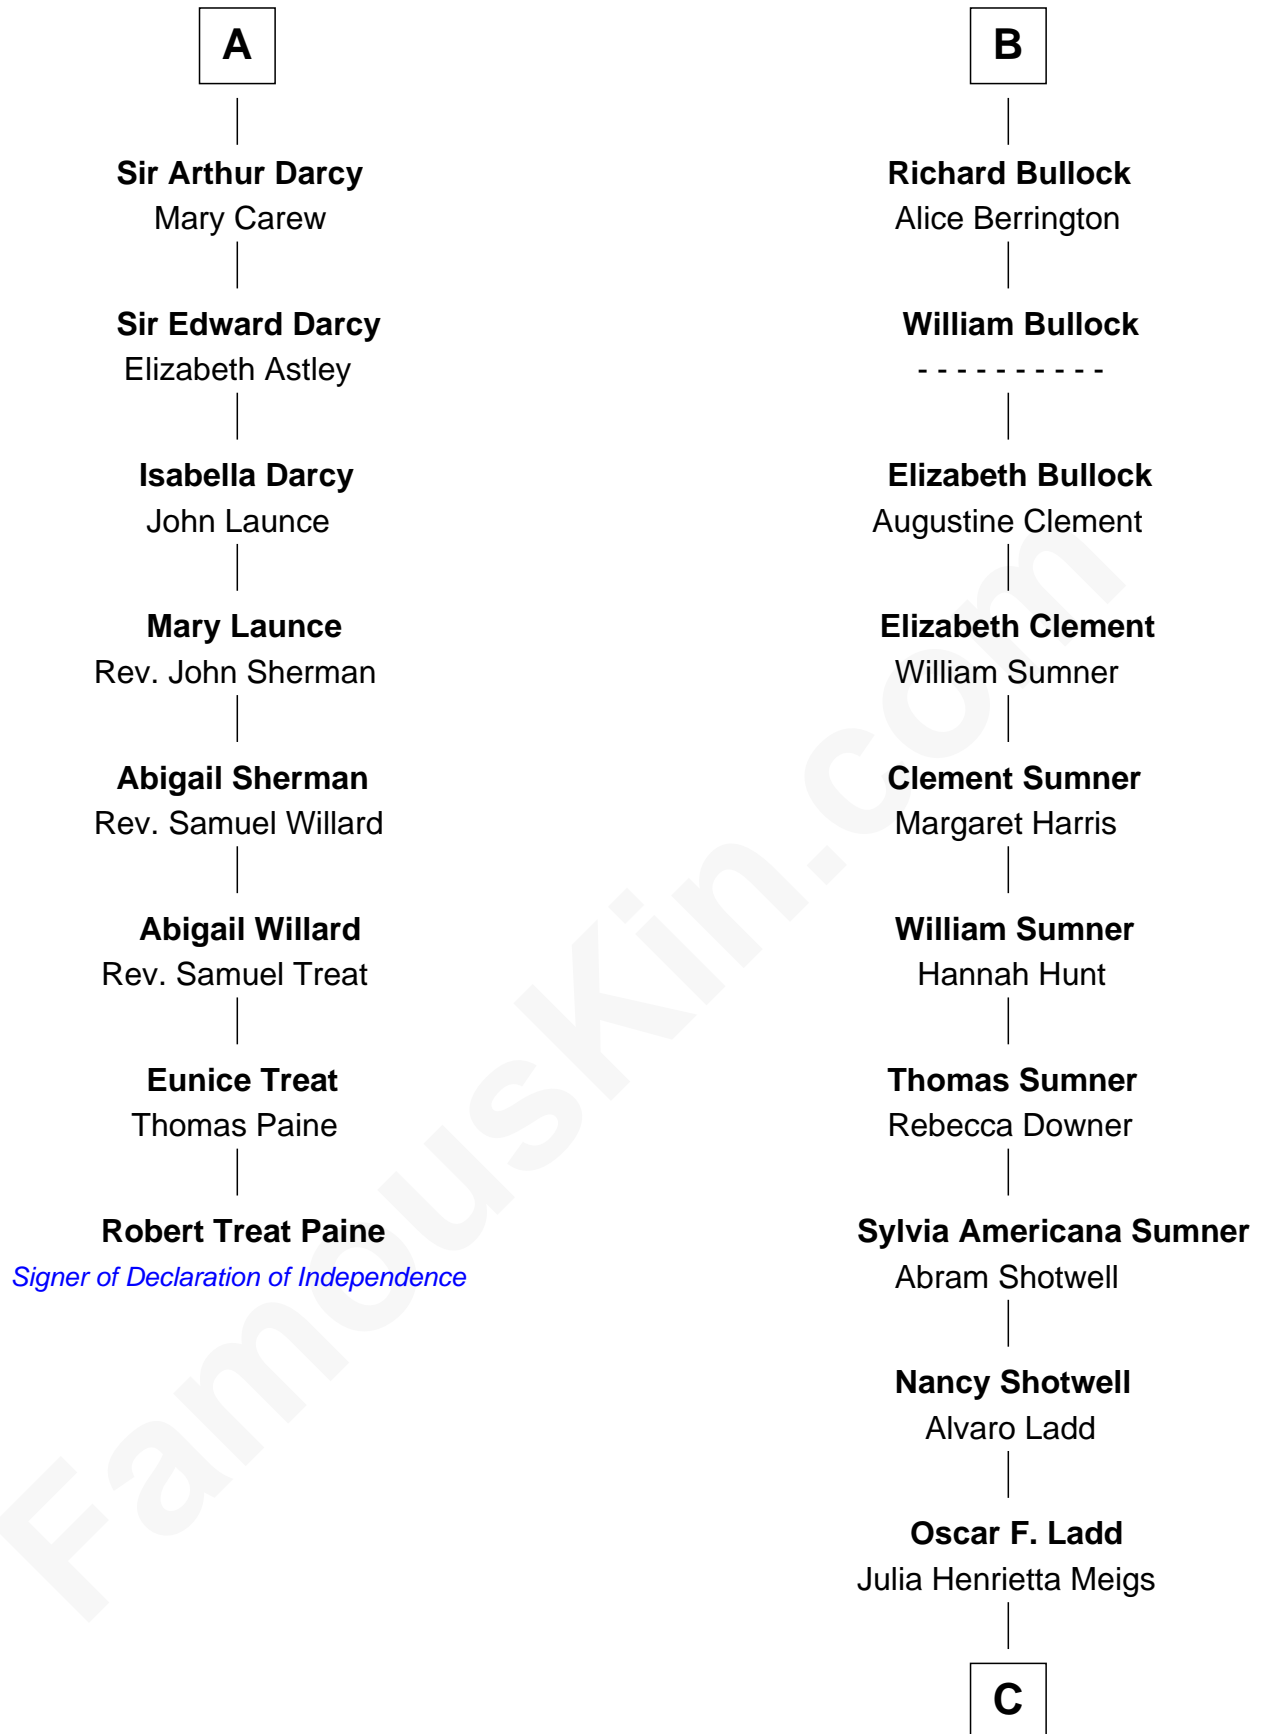 A
Sir Arthur Darcy
Mary Carew
Sir Edward Darcy
Elizabeth Astley
Isabella Darcy
John Launce
Mary Launce
Rev. John Sherman
Abigail Sherman
Rev. Samuel Willard
Abigail Willard
Rev. Samuel Treat
Eunice Treat
Thomas Paine
Robert Treat Paine
Signer of Declaration of Independence
B
Richard Bullock
Alice Berrington
William Bullock
- - - - - - - - - -
Elizabeth Bullock
Augustine Clement
Elizabeth Clement
William Sumner
Clement Sumner
Margaret Harris
William Sumner
Hannah Hunt
Thomas Sumner
Rebecca Downer
Sylvia Americana Sumner
Abram Shotwell
Nancy Shotwell
Alvaro Ladd
Oscar F. Ladd
Julia Henrietta Meigs
C
FamousKin.com